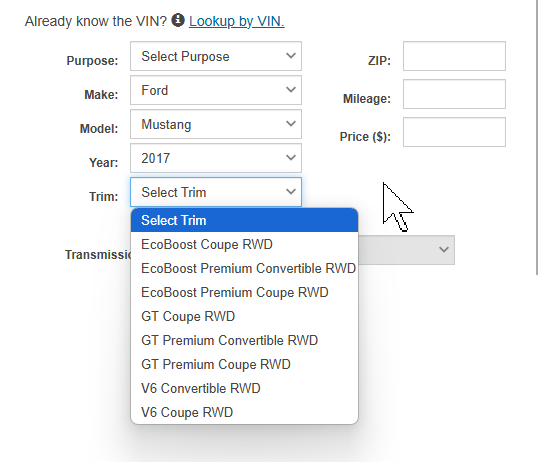 Already know the VIN? Lookup by VIN.
Purpose: Select Purpose
ZIP:
Make: Ford
Mileage:
Model: Mustang
Price ($):
Year: 2017
Trim: Select Trim
Select Trim
EcoBoost Coupe RWD
Transmissio
EcoBoost Premium Convertible RWD
EcoBoost Premium Coupe RWD
GT Coupe RWD
GT Premium Convertible RWD
GT Premium Coupe RWD
V6 Convertible RWD
V6 Coupe RWD